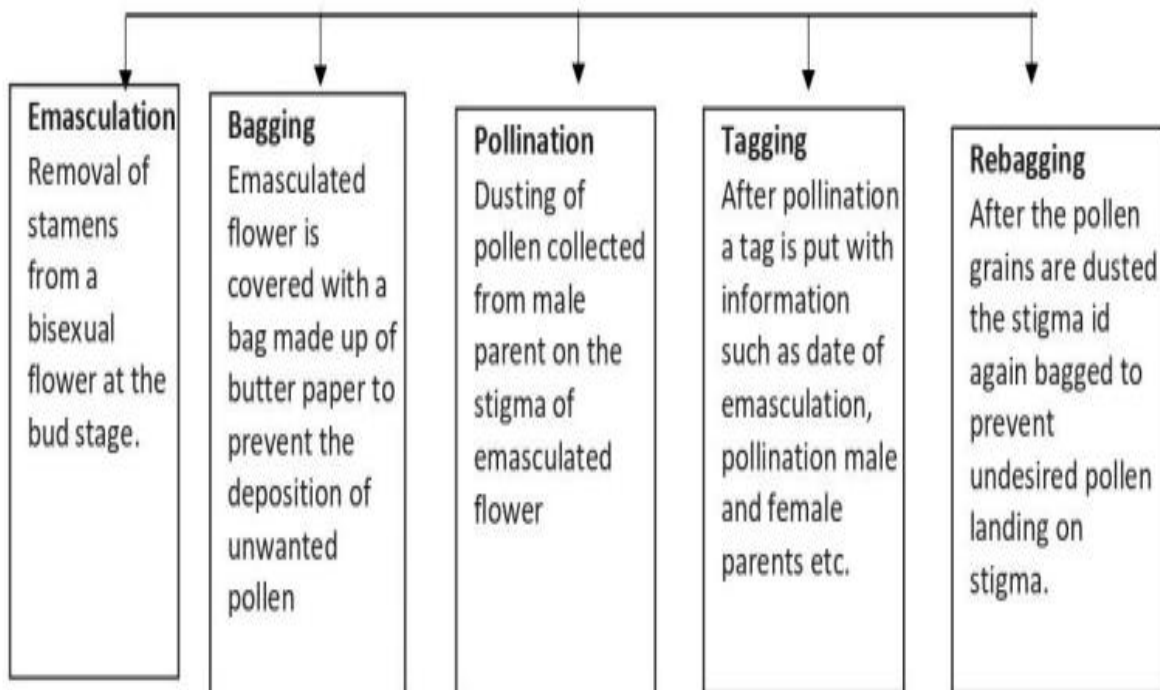 Emasculation
Removal of
stamens
from a
bisexual
flower at the
bud stage.
Bagging
Emasculated
flower is
covered with a
bag made up of
butter paper to
prevent the
deposition of
unwanted
pollen
Pollination
Dusting of
pollen collected
from male
parent on the
stigma of
emasculated
flower
Tagging
After pollination
a tag is put with
information
such as date of
emasculation,
pollination male
and female
parents etc.
Rebagging
After the pollen
grains are dusted
the stigma id
again bagged to
prevent
undesired pollen
landing on
stigma.